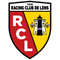 RACING CLUB DE LENS
RCL